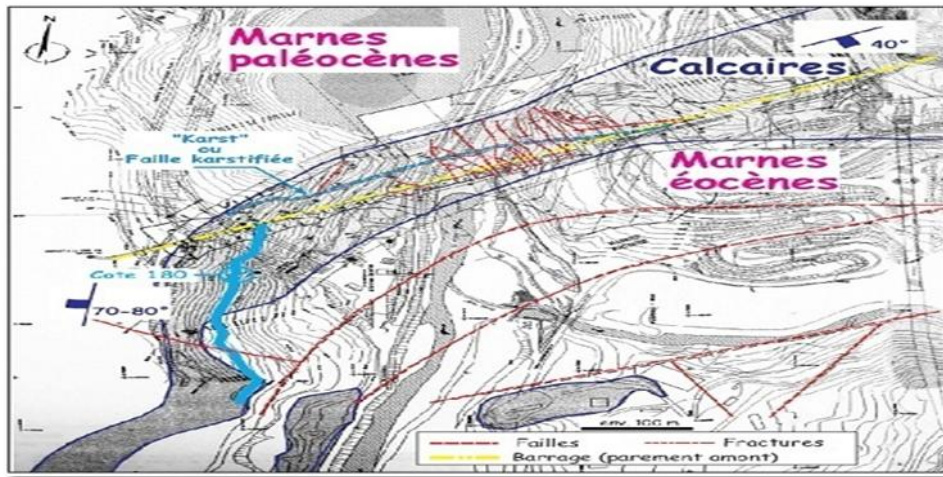 N
Marnes
paléocènes
40°
Calcaires
"Karst"
ou
Faille karstifiée
Marnes
éocènes
Cote 180
70-80°
env. 100 m
Failles
Fractures
Barrage (parement amont)